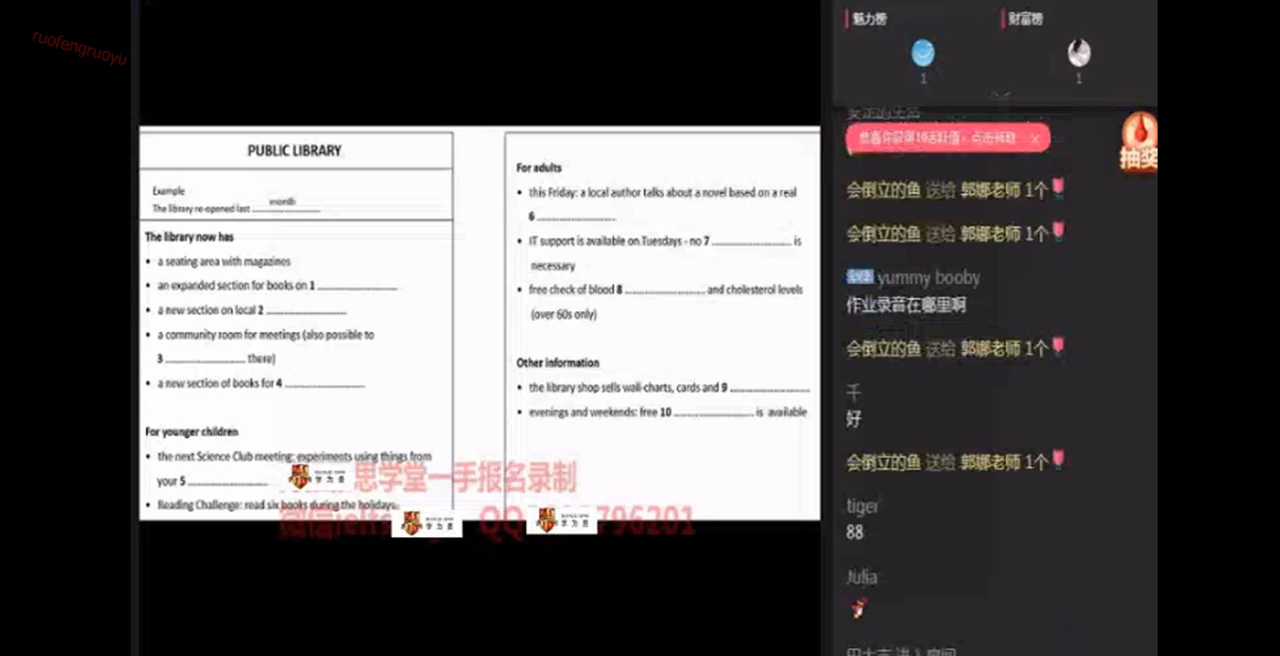 ruofengruoyu
PUBLIC LIBRARY
Example
The library re-opened last month
The library now has
• a seating area with magazines
• an expanded section for books on 1
• a new section on local 2
• a community room for meetings (also possible to
3 there)
• a new section of books for 4
For younger children
• the next Science Club meeting: experiments using things from
your 5
• Reading Challenge: read six books during the holidays
For adults
• this Friday: a local author talks about a novel based on a real
6
• IT support is available on Tuesdays - no 7 is
necessary
• free check of blood 8 and cholesterol levels
(over 60s only)
Other information
• the library shop sells wall-charts, cards and 9
• evenings and weekends: free 10 is available
思学堂一手报名录制
微信ielts
QQ 796201
魅力榜
财富榜
1
1
抽奖
会倒立的鱼 送给 郭娜老师 1个
会倒立的鱼 送给 郭娜老师 1个
yummy booby
作业录音在哪里啊
会倒立的鱼 送给 郭娜老师 1个
千
好
会倒立的鱼 送给 郭娜老师 1个
tiger
88
Julia